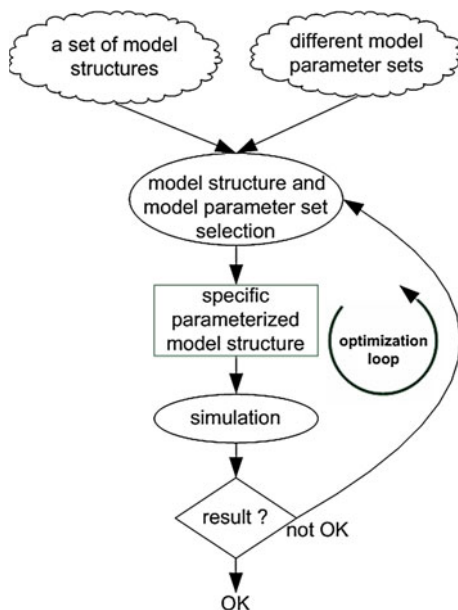 a set of model
structures
different model
parameter sets
model structure and
model parameter set
selection
specific
parameterized
model structure
optimization
loop
simulation
result ?
not OK
OK